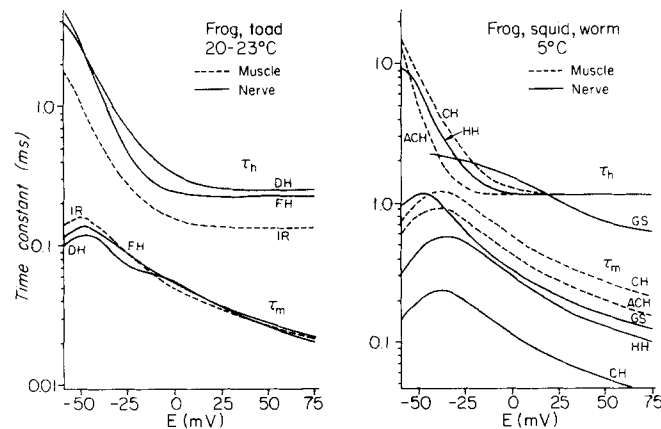 Frog, toad
20-23°C
Muscle
Nerve
Time constant (ms)
1.0
0.1
0.01
τh
DH
FH
IR
IR
FH
DH
τm
-50
-25
0
25
50
75
E (mV)
Frog, squid, worm
5°C
Muscle
Nerve
10
1.0
0.1
CH
HH
ACH
τh
GS
τm
CH
ACH
GS
HH
CH
-50
-25
0
25
50
75
E (mV)